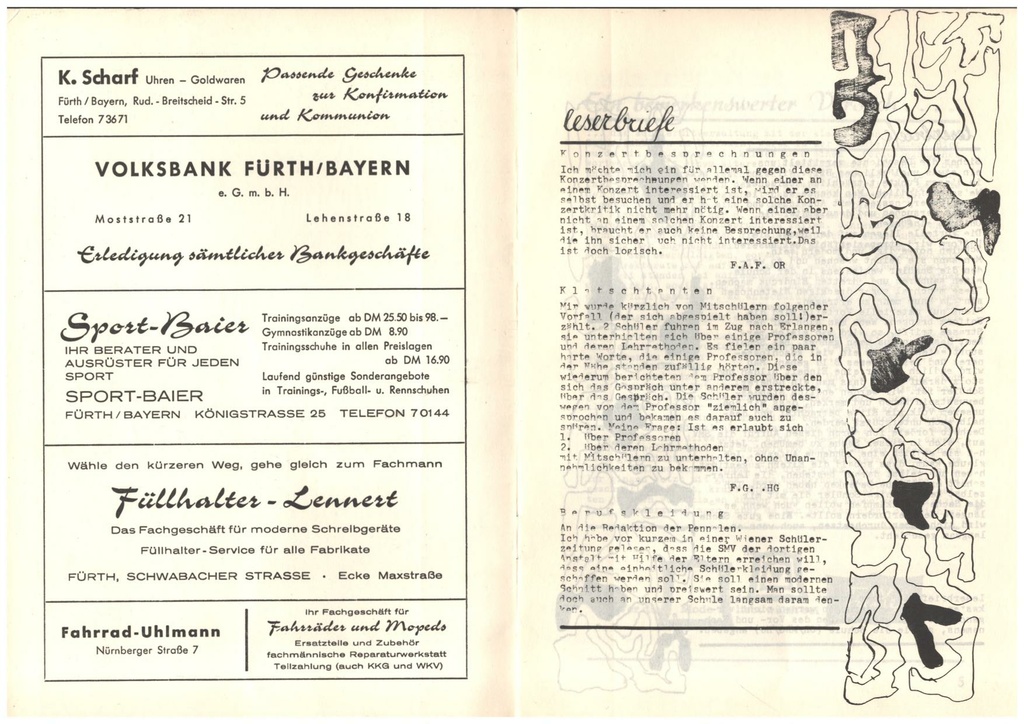 K. Scharf Uhren – Goldwaren
Fürth / Bayern, Rud. - Breitscheid - Str. 5
Telefon 7 36 71
Passende Geschenke
zur Konfirmation
und Kommunion
VOLKSBANK FÜRTH/BAYERN
e. G. m. b. H.
Moststraße 21 Lehenstraße 18
Erledigung sämtlicher Bankgeschäfte
Sport-Baier
IHR BERATER UND
AUSRÜSTER FÜR JEDEN
SPORT
SPORT-BAIER
Trainingsanzüge ab DM 25.50 bis 98.–
Gymnastikanzüge ab DM 8.90
Trainingsschuhe in allen Preislagen
ab DM 16.90
Laufend günstige Sonderangebote
in Trainings-, Fußball- u. Rennschuhen
FÜRTH / BAYERN KÖNIGSTRASSE 25 TELEFON 7 01 44
Wähle den kürzeren Weg, gehe gleich zum Fachmann
Füllhalter - Lennert
Das Fachgeschäft für moderne Schreibgeräte
Füllhalter - Service für alle Fabrikate
FÜRTH, SCHWABACHER STRASSE • Ecke Maxstraße
Fahrrad-Uhlmann
Nürnberger Straße 7
Ihr Fachgeschäft für
Fahrräder und Mopeds
Ersatzteile und Zubehör
fachmännische Reparaturwerkstatt
Teilzahlung (auch KKG und WKV)
leserbriefe
K o n z e r t b e s p r e c h n u n g e n
Ich möchte mich ein für allemal gegen diese
Konzertbesprechnungen wenden. Wenn einer an
einem Konzert interessiert ist, wird er es
selbst besuchen und er hat eine solche Kon-
zertkritik nicht mehr nötig. Wenn einer aber
nicht an einem solchen Konzert interessiert
ist, braucht er auch keine Besprechung,weil
die ihn sicher auch nicht interessiert.Das
ist doch logisch.
F.A.F. OR
K l a t s c h t a n t e n
Mir wurde kürzlich von Mitschülern folgender
Vorfall (der sich abgespielt haben soll!)er-
zählt. 2 Schüler fuhren im Zug nach Erlangen,
sie unterhielten sich über einige Professoren
und deren Lehrmethoden. Es fielen ein paar
harte Worte, die einige Professoren, die in
der Nähe standen zufällig hörten. Diese
wiederum berichteten dem Professor über den
sich das Gespräch unter anderem erstreckte,
über das Gespräch. Die Schüler wurden des-
wegen von dem Professor "ziemlich" ange-
sprochen und bekamen es darauf auch zu
spüren. Meine Frage: Ist es erlaubt sich
1. über Professoren
2. über deren Lehrmethoden
mit Mitschülern zu unterhalten, ohne Unan-
nehmlichkeiten zu bekommen.
F.G. .HG
B e r u f s k l e i d u n g
An die Redaktion der Pennalen.
Ich habe vor kurzem in einer Wiener Schüler-
zeitung gelesen, dass die SMV der dortigen
Anstalt mit Hilfe der Eltern erreichen will,
dass eine einheitliche Schülerkleidung ge-
schaffen werden soll. Sie soll einen modernen
Schnitt haben und preiswert sein. Man sollte
doch auch an unserer Schule langsam daram den-
ken.
5